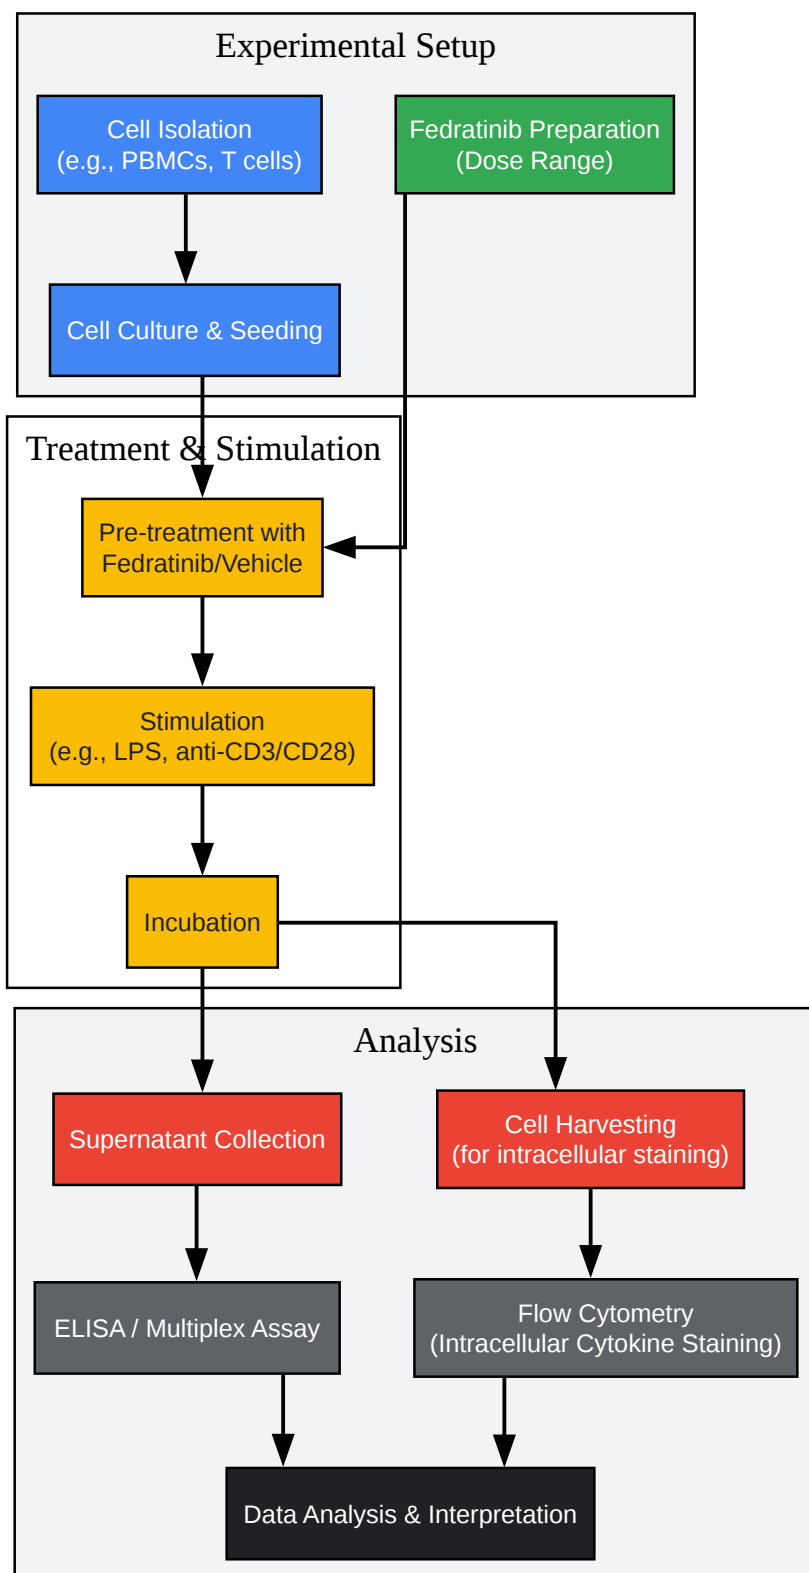 Experimental Setup
Cell Isolation
(e.g., PBMCs, T cells)
Fedratinib Preparation
(Dose Range)
Cell Culture & Seeding
Treatment & Stimulation
Pre-treatment with
Fedratinib/Vehicle
Stimulation
(e.g., LPS, anti-CD3/CD28)
Incubation
Analysis
Supernatant Collection
Cell Harvesting
(for intracellular staining)
ELISA / Multiplex Assay
Flow Cytometry
(Intracellular Cytokine Staining)
Data Analysis & Interpretation